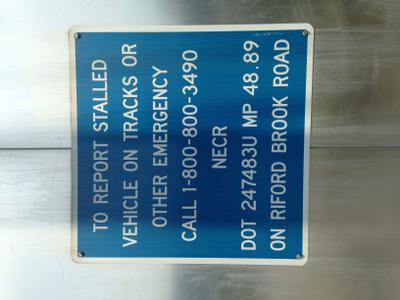 TO REPORT STALLED
VEHICLE ON TRACKS OR
OTHER EMERGENCY
CALL 1-800-800-3490
NECR
DOT 247483U MP 48.89
ON RIFORD BROOK ROAD